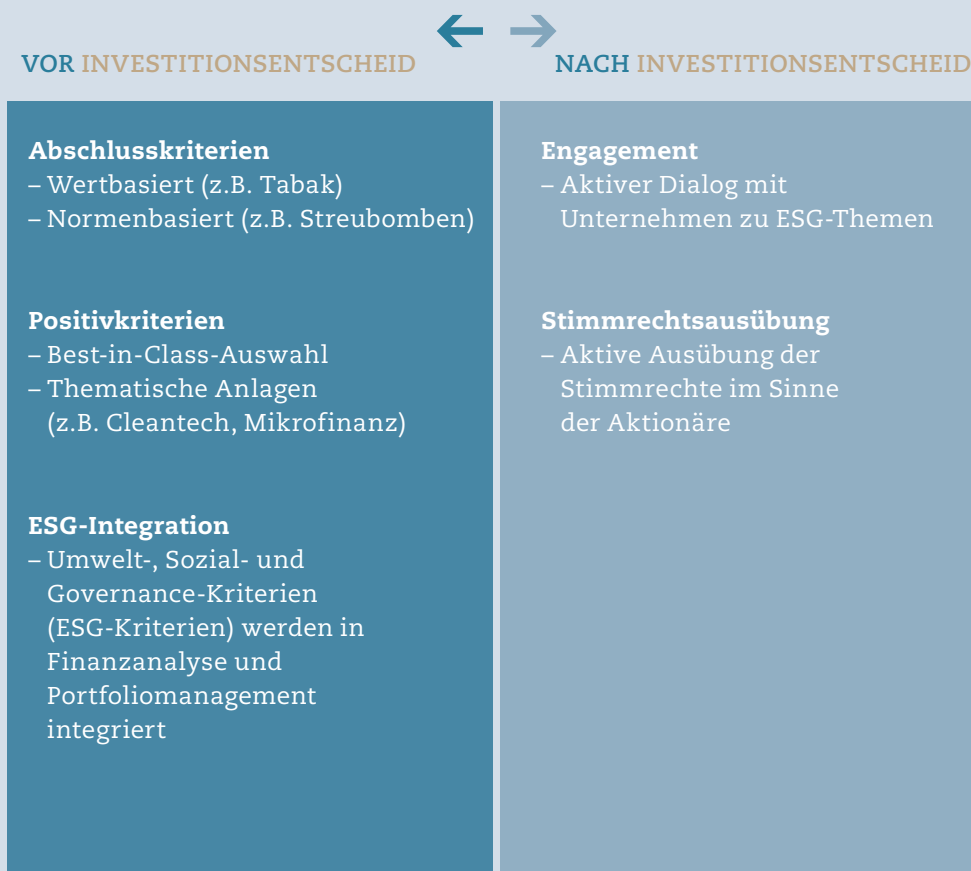 VOR INVESTITIONSENTSCHEID
NACH INVESTITIONSENTSCHEID
Abschlusskriterien
– Wertbasiert (z.B. Tabak)
– Normenbasiert (z.B. Streubomben)
Positivkriterien
– Best-in-Class-Auswahl
– Thematische Anlagen
(z.B. Cleantech, Mikrofinanz)
ESG-Integration
– Umwelt-, Sozial- und
Governance-Kriterien
(ESG-Kriterien) werden in
Finanzanalyse und
Portfoliomanagement
integriert
Engagement
– Aktiver Dialog mit
Unternehmen zu ESG-Themen
Stimmrechtsausübung
– Aktive Ausübung der
Stimmrechte im Sinne
der Aktionäre